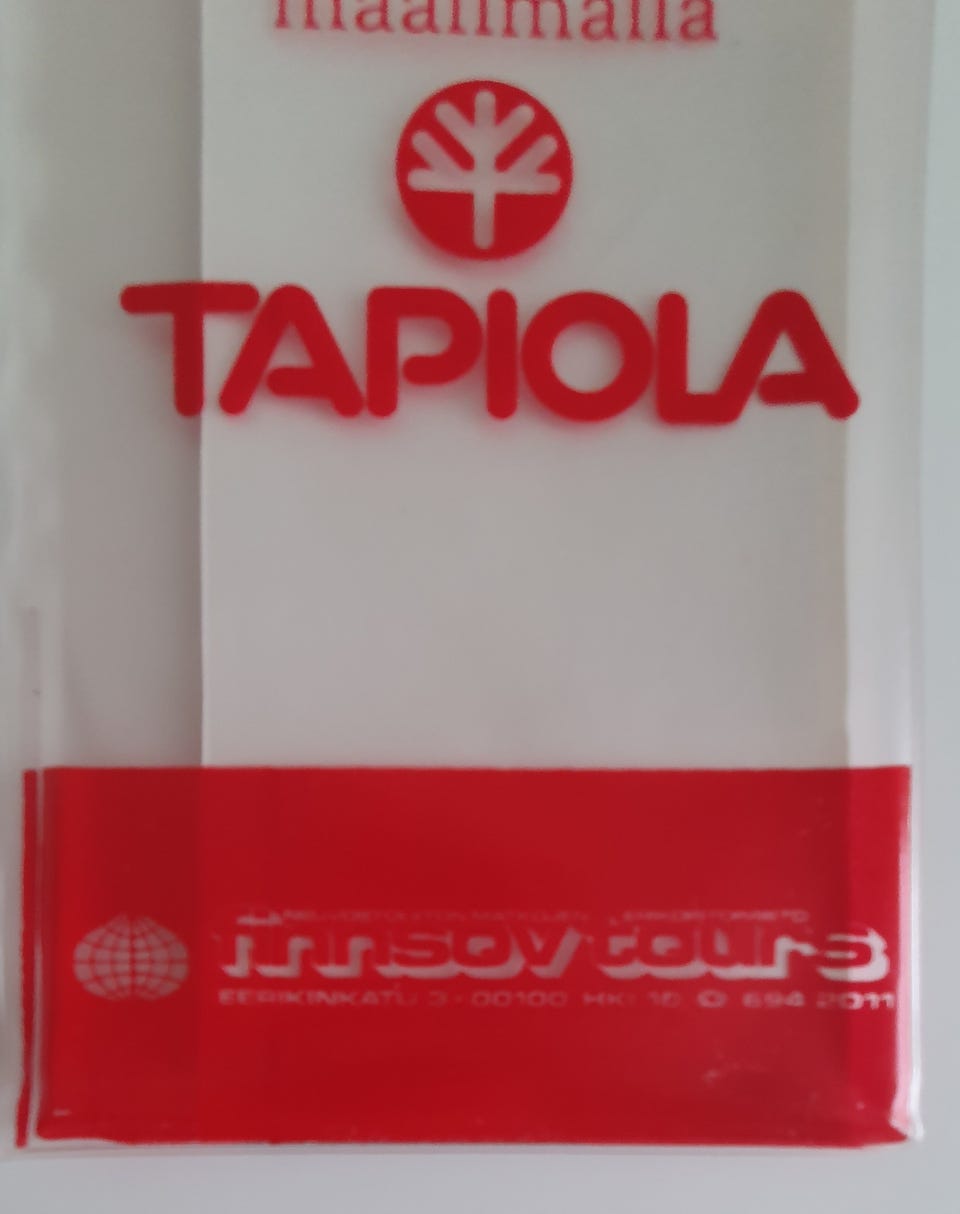 maailmalla
TAPIOLA
finnsov tours
EERIKINKATU 3 · 00100 HKI 10 ✆ 694 2011